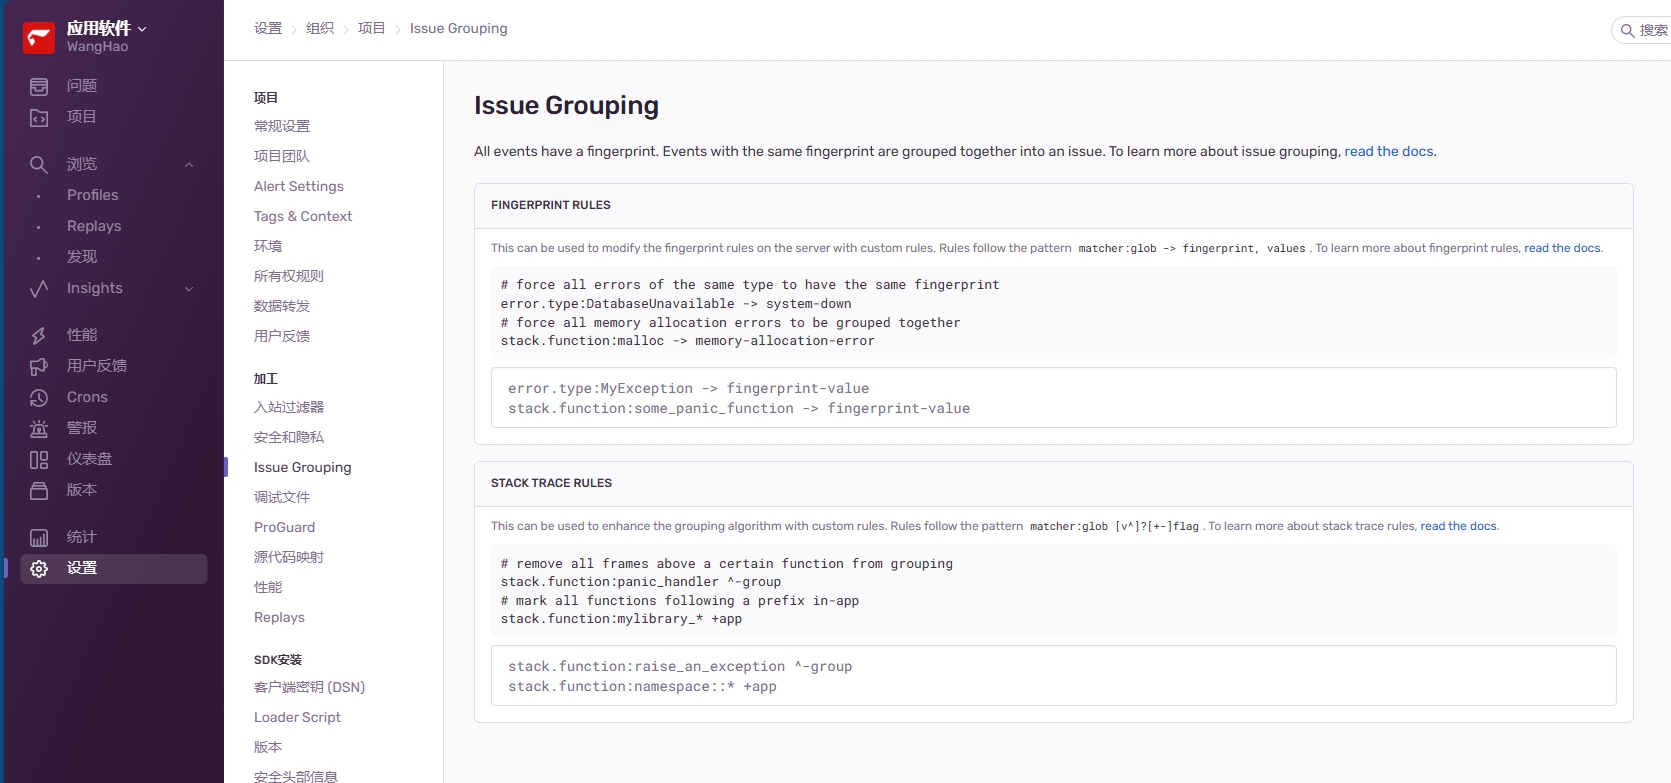 应用软件
WangHao
问题
项目
浏览
Profiles
Replays
发现
Insights
性能
用户反馈
Crons
警报
仪表盘
版本
统计
设置
设置 > 组织 > 项目 > Issue Grouping
搜索
项目
常规设置
项目团队
Alert Settings
Tags & Context
环境
所有权规则
数据转发
用户反馈
加工
入站过滤器
安全和隐私
Issue Grouping
调试文件
ProGuard
源代码映射
性能
Replays
SDK安装
客户端密钥 (DSN)
Loader Script
版本
安全头部信息
Issue Grouping
All events have a fingerprint. Events with the same fingerprint are grouped together into an issue. To learn more about issue grouping, read the docs.
FINGERPRINT RULES
This can be used to modify the fingerprint rules on the server with custom rules. Rules follow the pattern matcher:glob -> fingerprint, values . To learn more about fingerprint rules, read the docs.
# force all errors of the same type to have the same fingerprint
error.type:DatabaseUnavailable -> system-down
# force all memory allocation errors to be grouped together
stack.function:malloc -> memory-allocation-error
error.type:MyException -> fingerprint-value
stack.function:some_panic_function -> fingerprint-value
STACK TRACE RULES
This can be used to enhance the grouping algorithm with custom rules. Rules follow the pattern matcher:glob [v^]?[+-]flag . To learn more about stack trace rules, read the docs.
# remove all frames above a certain function from grouping
stack.function:panic_handler ^-group
# mark all functions following a prefix in-app
stack.function:mylibrary_* +app
stack.function:raise_an_exception ^-group
stack.function:namespace::* +app